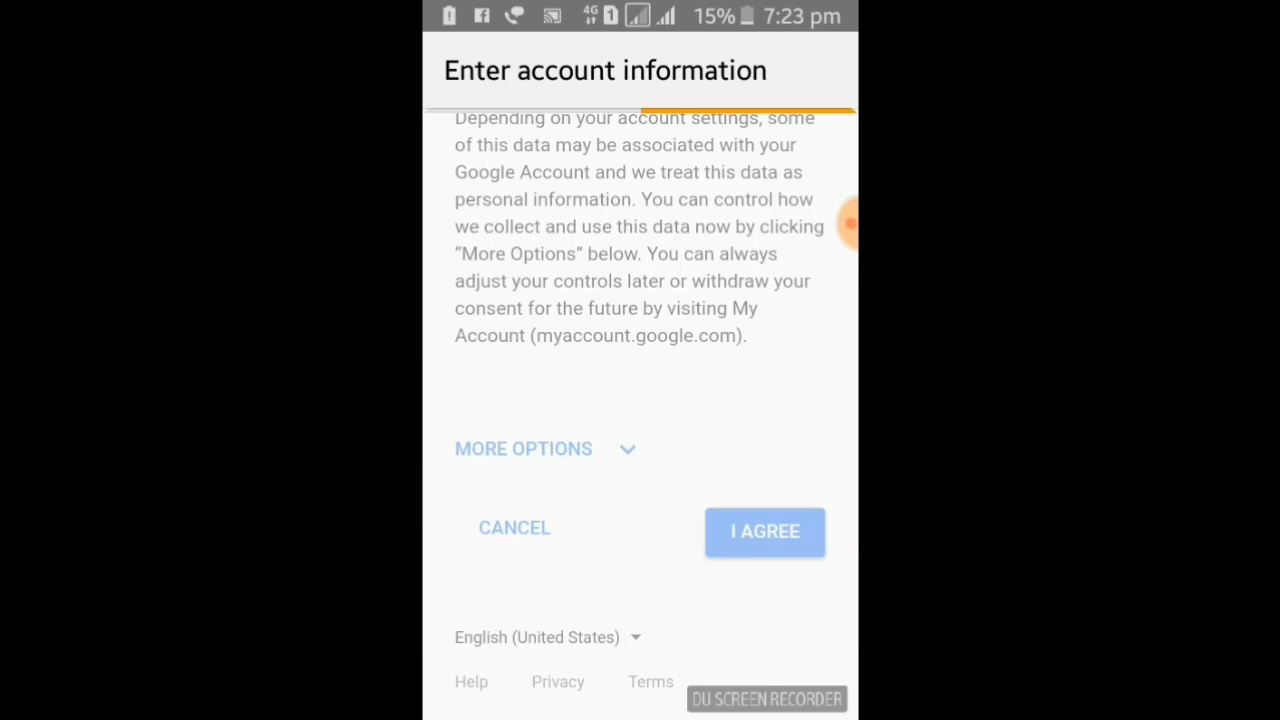 4G 1 15% 7:23 pm
Enter account information
Depending on your account settings, some
of this data may be associated with your
Google Account and we treat this data as
personal information. You can control how
we collect and use this data now by clicking
“More Options” below. You can always
adjust your controls later or withdraw your
consent for the future by visiting My
Account (myaccount.google.com).
MORE OPTIONS
CANCEL
I AGREE
English (United States)
Help Privacy Terms
DU SCREEN RECORDER